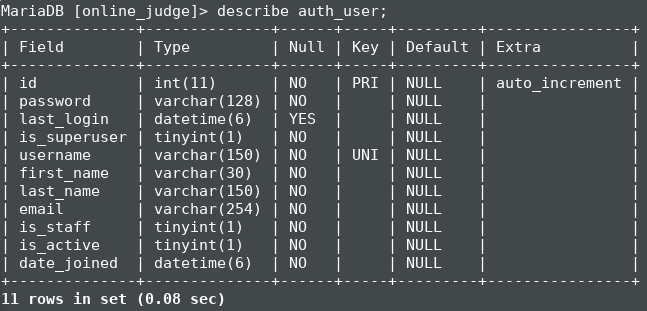 MariaDB [online_judge]> describe auth_user;
+--------------+--------------+------+-----+---------+----------------+
| Field        | Type         | Null | Key | Default | Extra          |
+--------------+--------------+------+-----+---------+----------------+
| id           | int(11)      | NO   | PRI | NULL    | auto_increment |
| password     | varchar(128) | NO   |     | NULL    |                |
| last_login   | datetime(6)  | YES  |     | NULL    |                |
| is_superuser | tinyint(1)   | NO   |     | NULL    |                |
| username     | varchar(150) | NO   | UNI | NULL    |                |
| first_name   | varchar(30)  | NO   |     | NULL    |                |
| last_name    | varchar(150) | NO   |     | NULL    |                |
| email        | varchar(254) | NO   |     | NULL    |                |
| is_staff     | tinyint(1)   | NO   |     | NULL    |                |
| is_active    | tinyint(1)   | NO   |     | NULL    |                |
| date_joined  | datetime(6)  | NO   |     | NULL    |                |
+--------------+--------------+------+-----+---------+----------------+
11 rows in set (0.08 sec)